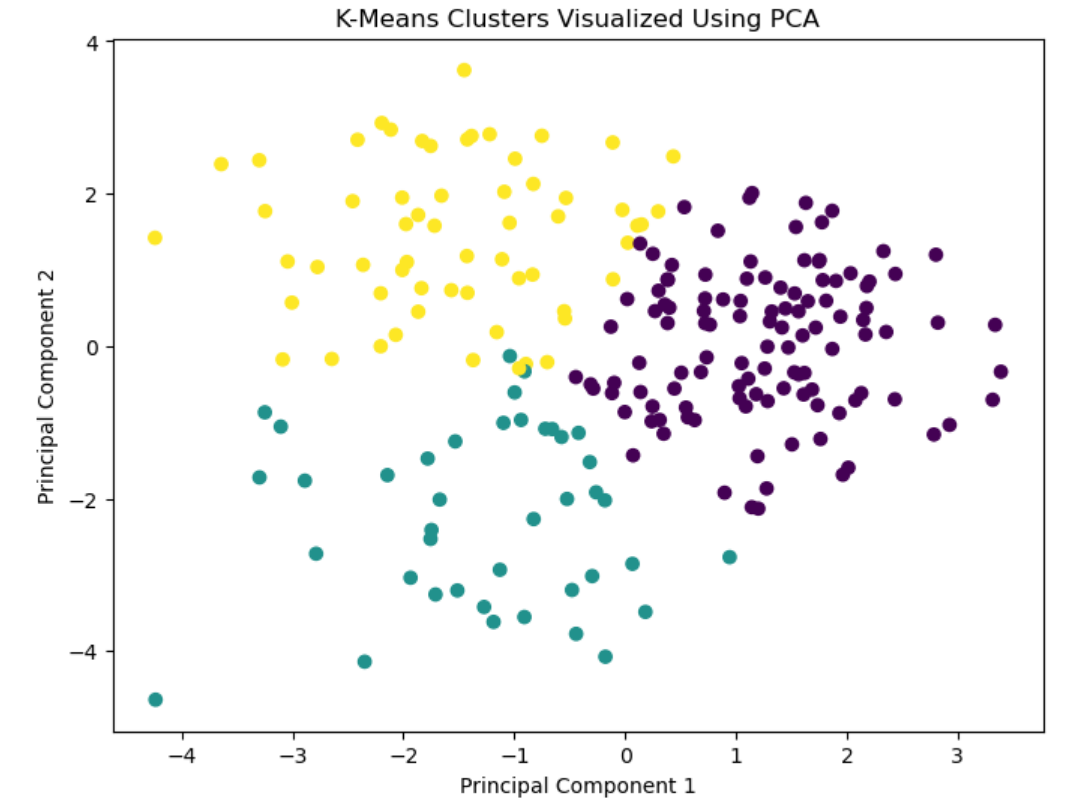 K-Means Clusters Visualized Using PCA
4
2
0
−2
−4
Principal Component 2
−4 −3 −2 −1 0 1 2 3
Principal Component 1